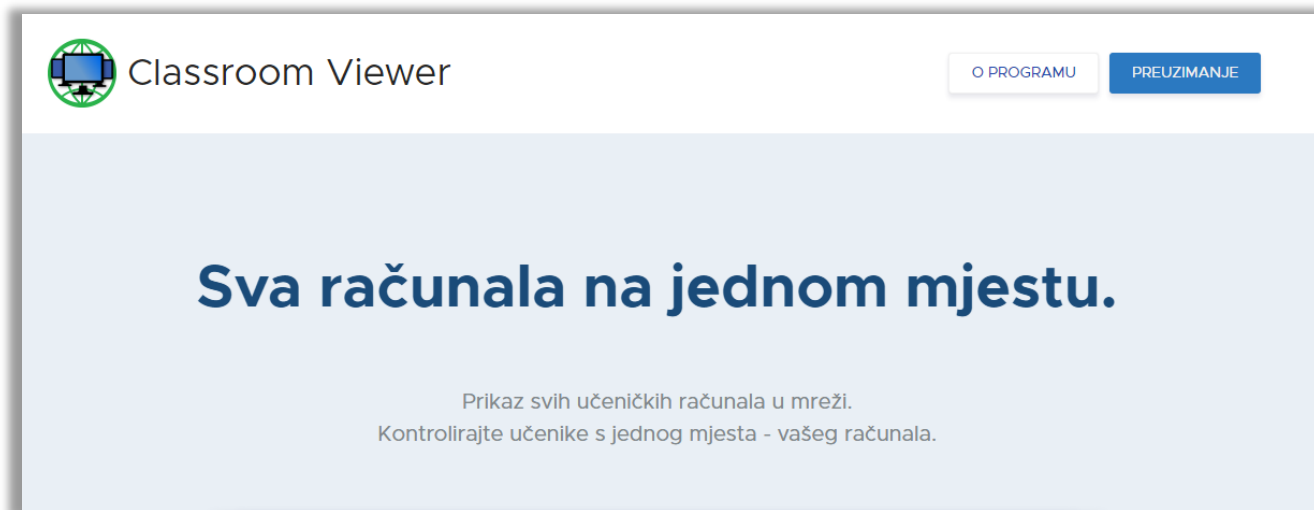 Classroom Viewer
O PROGRAMU
PREUZIMANJE
Sva računala na jednom mjestu.
Prikaz svih učeničkih računala u mreži.
Kontrolirajte učenike s jednog mjesta - vašeg računala.